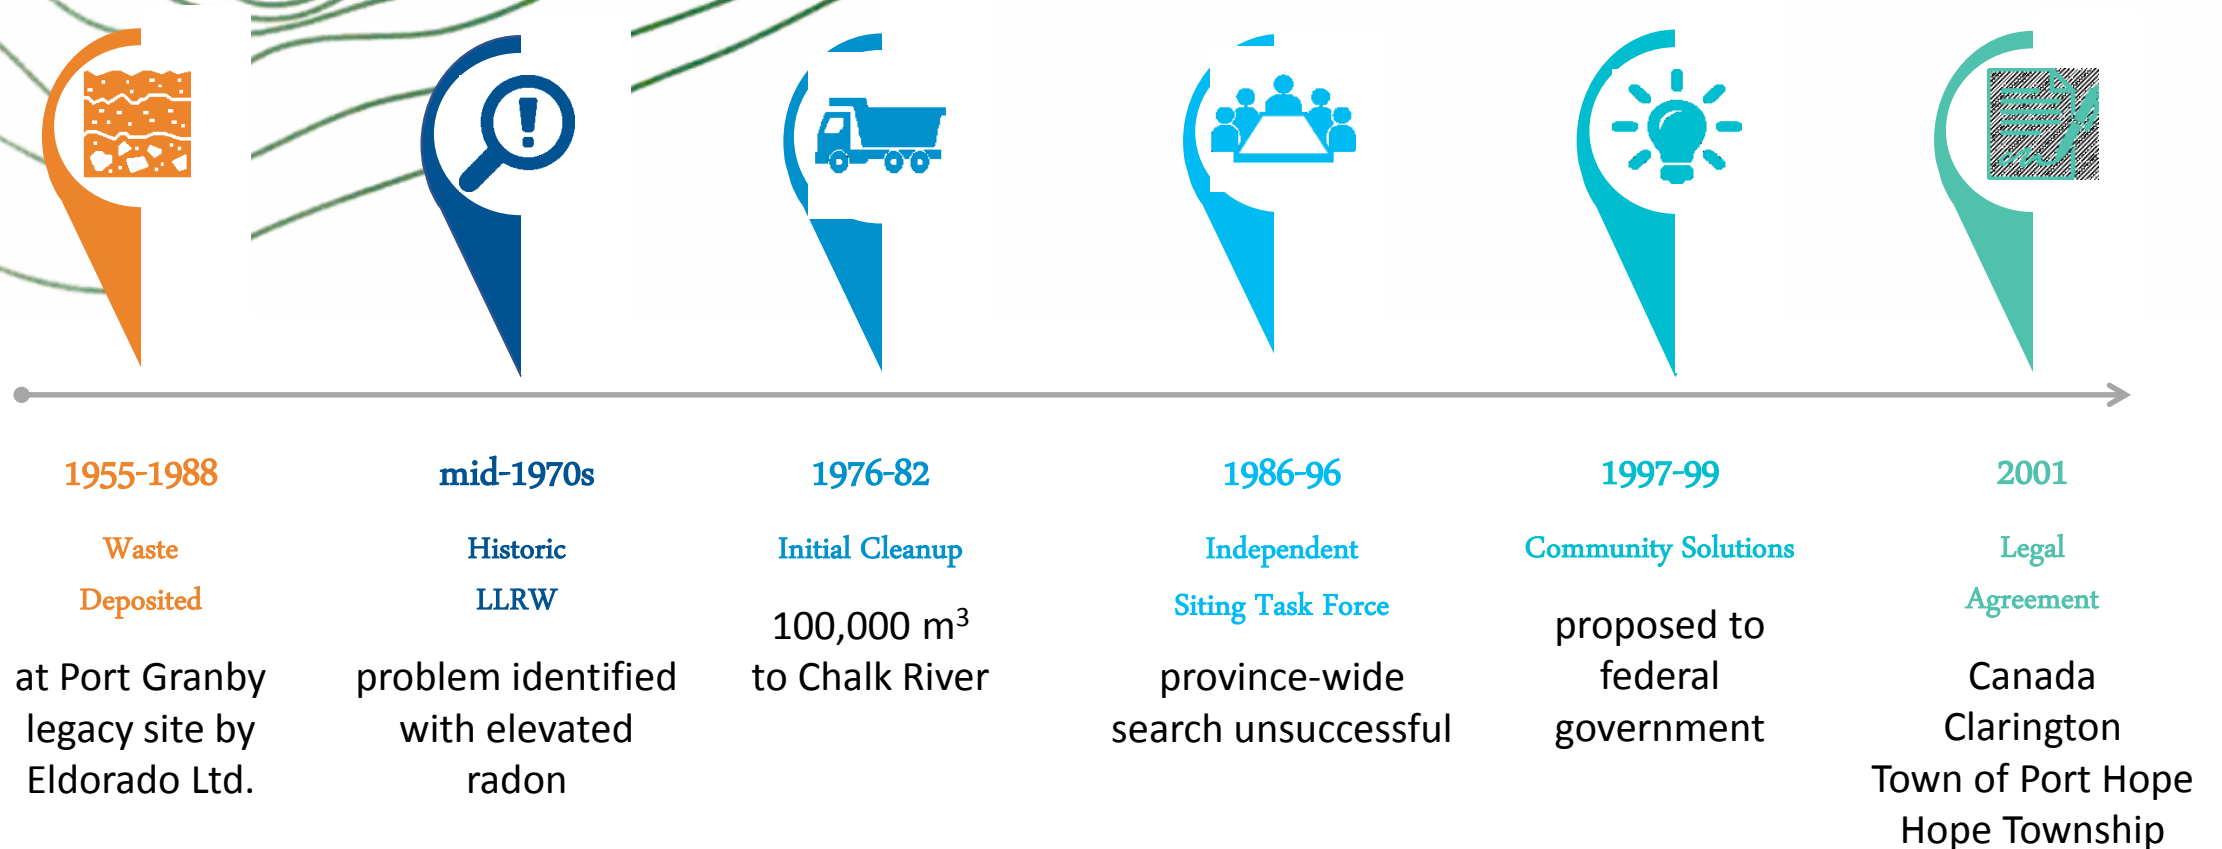 1955-1988
Waste
Deposited
at Port Granby
legacy site by
Eldorado Ltd.
mid-1970s
Historic
LLRW
problem identified
with elevated
radon
1976-82
Initial Cleanup
100,000 m³
to Chalk River
1986-96
Independent
Siting Task Force
province-wide
search unsuccessful
1997-99
Community Solutions
proposed to
federal
government
2001
Legal
Agreement
Canada
Clarington
Town of Port Hope
Hope Township